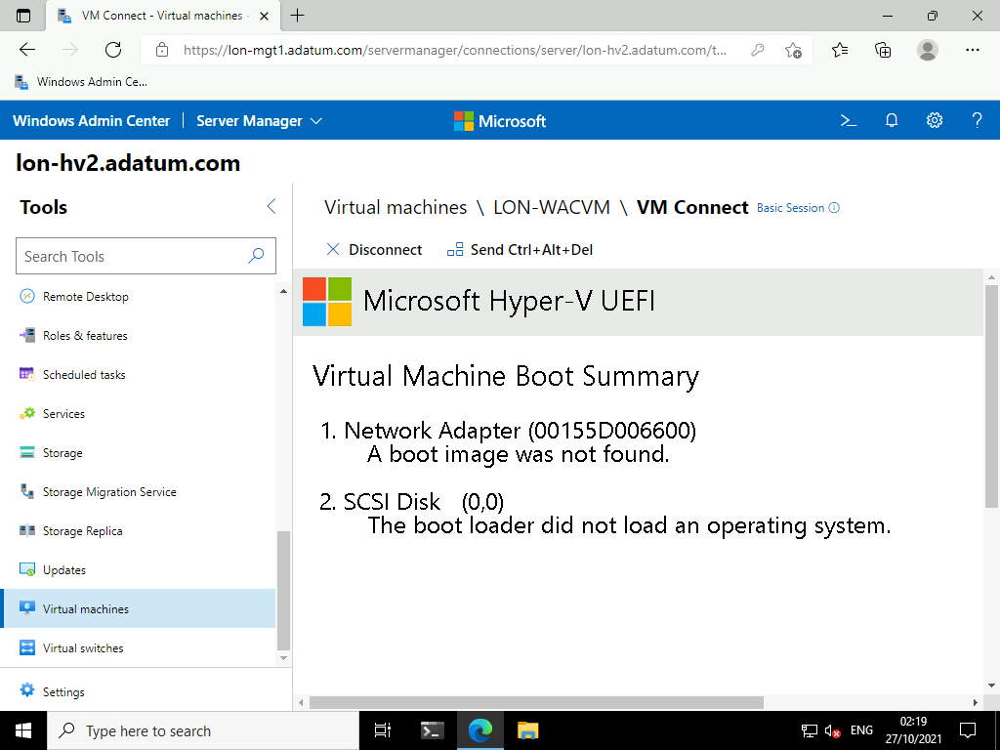 VM Connect - Virtual machines -
https://lon-mgt1.adatum.com/servermanager/connections/server/lon-hv2.adatum.com/t...
Windows Admin Ce...
Windows Admin Center
Server Manager
Microsoft
lon-hv2.adatum.com
Tools
Search Tools
Remote Desktop
Roles & features
Scheduled tasks
Services
Storage
Storage Migration Service
Storage Replica
Updates
Virtual machines
Virtual switches
Settings
Virtual machines \ LON-WACVM \ VM Connect Basic Session
Disconnect
Send Ctrl+Alt+Del
Microsoft Hyper-V UEFI
Virtual Machine Boot Summary
1. Network Adapter (00155D006600)
A boot image was not found.
2. SCSI Disk (0,0)
The boot loader did not load an operating system.
Type here to search
ENG
02:19
27/10/2021